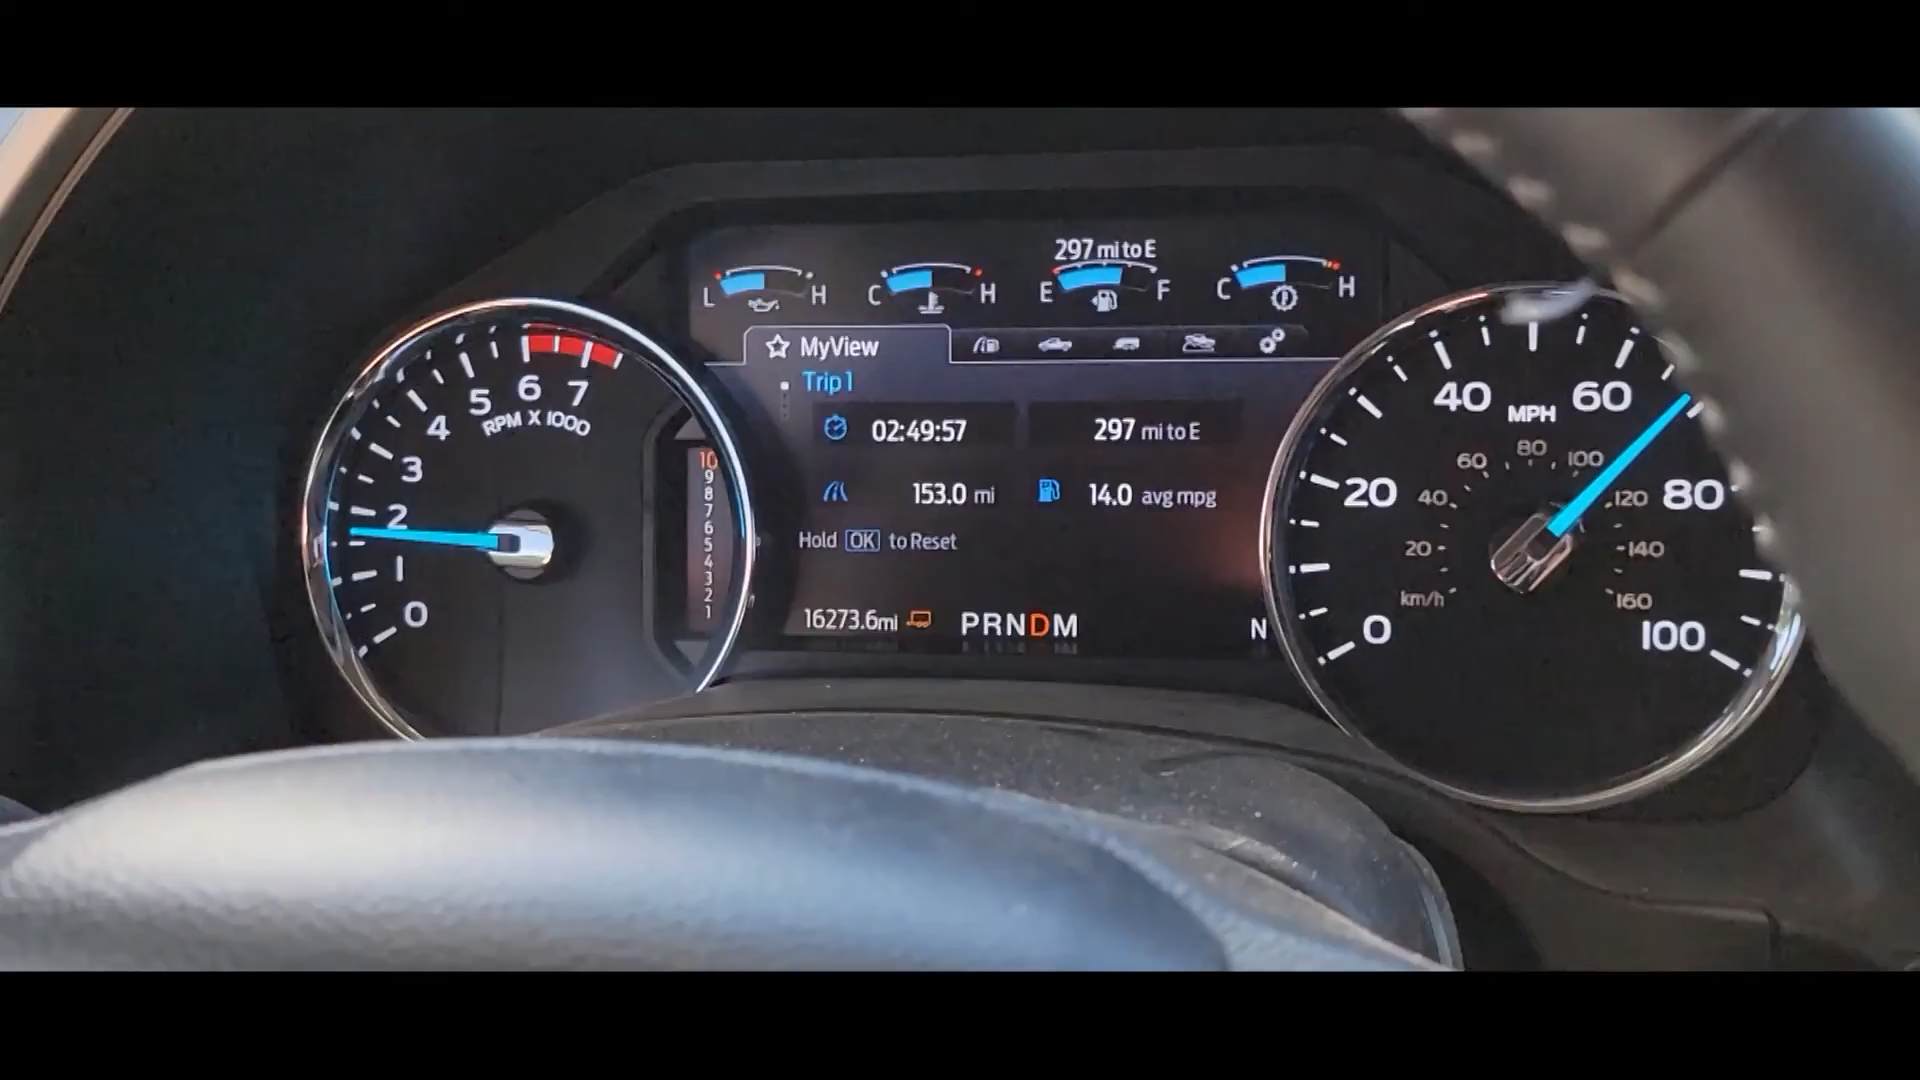 297 mi to E
L H C H E F C H
MyView
Trip 1
02:49:57 297 mi to E
153.0 mi 14.0 avg mpg
Hold OK to Reset
16273.6mi PRNDM N
0 1 2 3 4 5 6 7
RPM X 1000
10
9
8
7
6
5
4
3
2
1
0 20 40 60 80 100
MPH
20 40 60 80 100 120 140 160
km/h